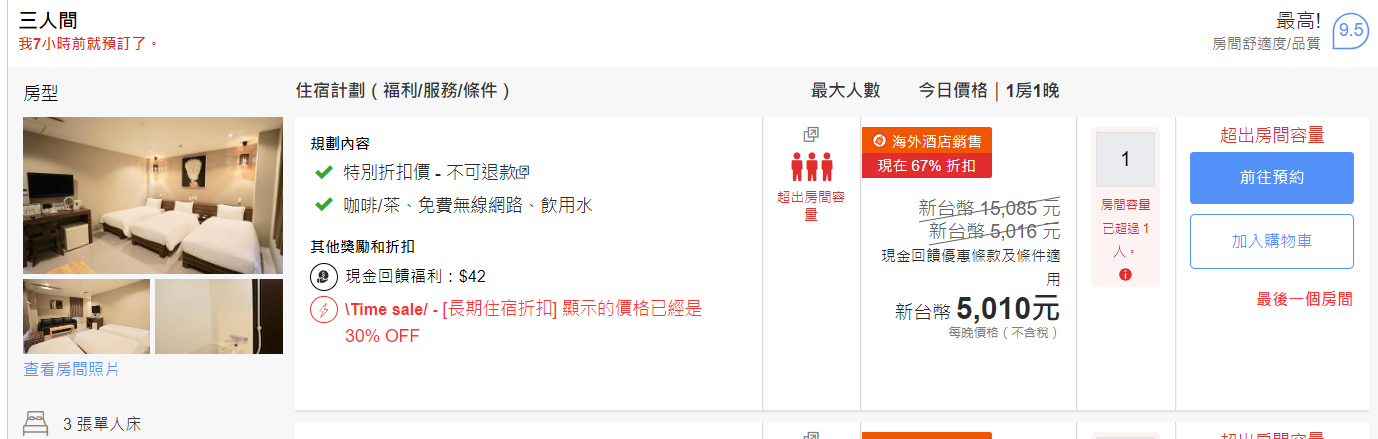 三人間
我7小時前就預訂了。
最高!
9.5
房間舒適度/品質
房型
住宿計劃 ( 福利/服務/條件 )
最大人數
今日價格 | 1房1晚
規劃內容
特別折扣價 - 不可退款
咖啡/茶、免費無線網路、飲用水
其他獎勵和折扣
現金回饋福利：$42
\Time sale/ - [長期住宿折扣] 顯示的價格已經是
30% OFF
超出房間容
量
海外酒店銷售
現在 67% 折扣
新台幣 15,085 元
新台幣 5,016 元
現金回饋優惠條款及條件適
用
新台幣 5,010元
每晚價格 ( 不含稅 )
1
房間容量
已超過 1
人。
超出房間容量
前往預約
加入購物車
最後一個房間
查看房間照片
3 張單人床
超出房間容量